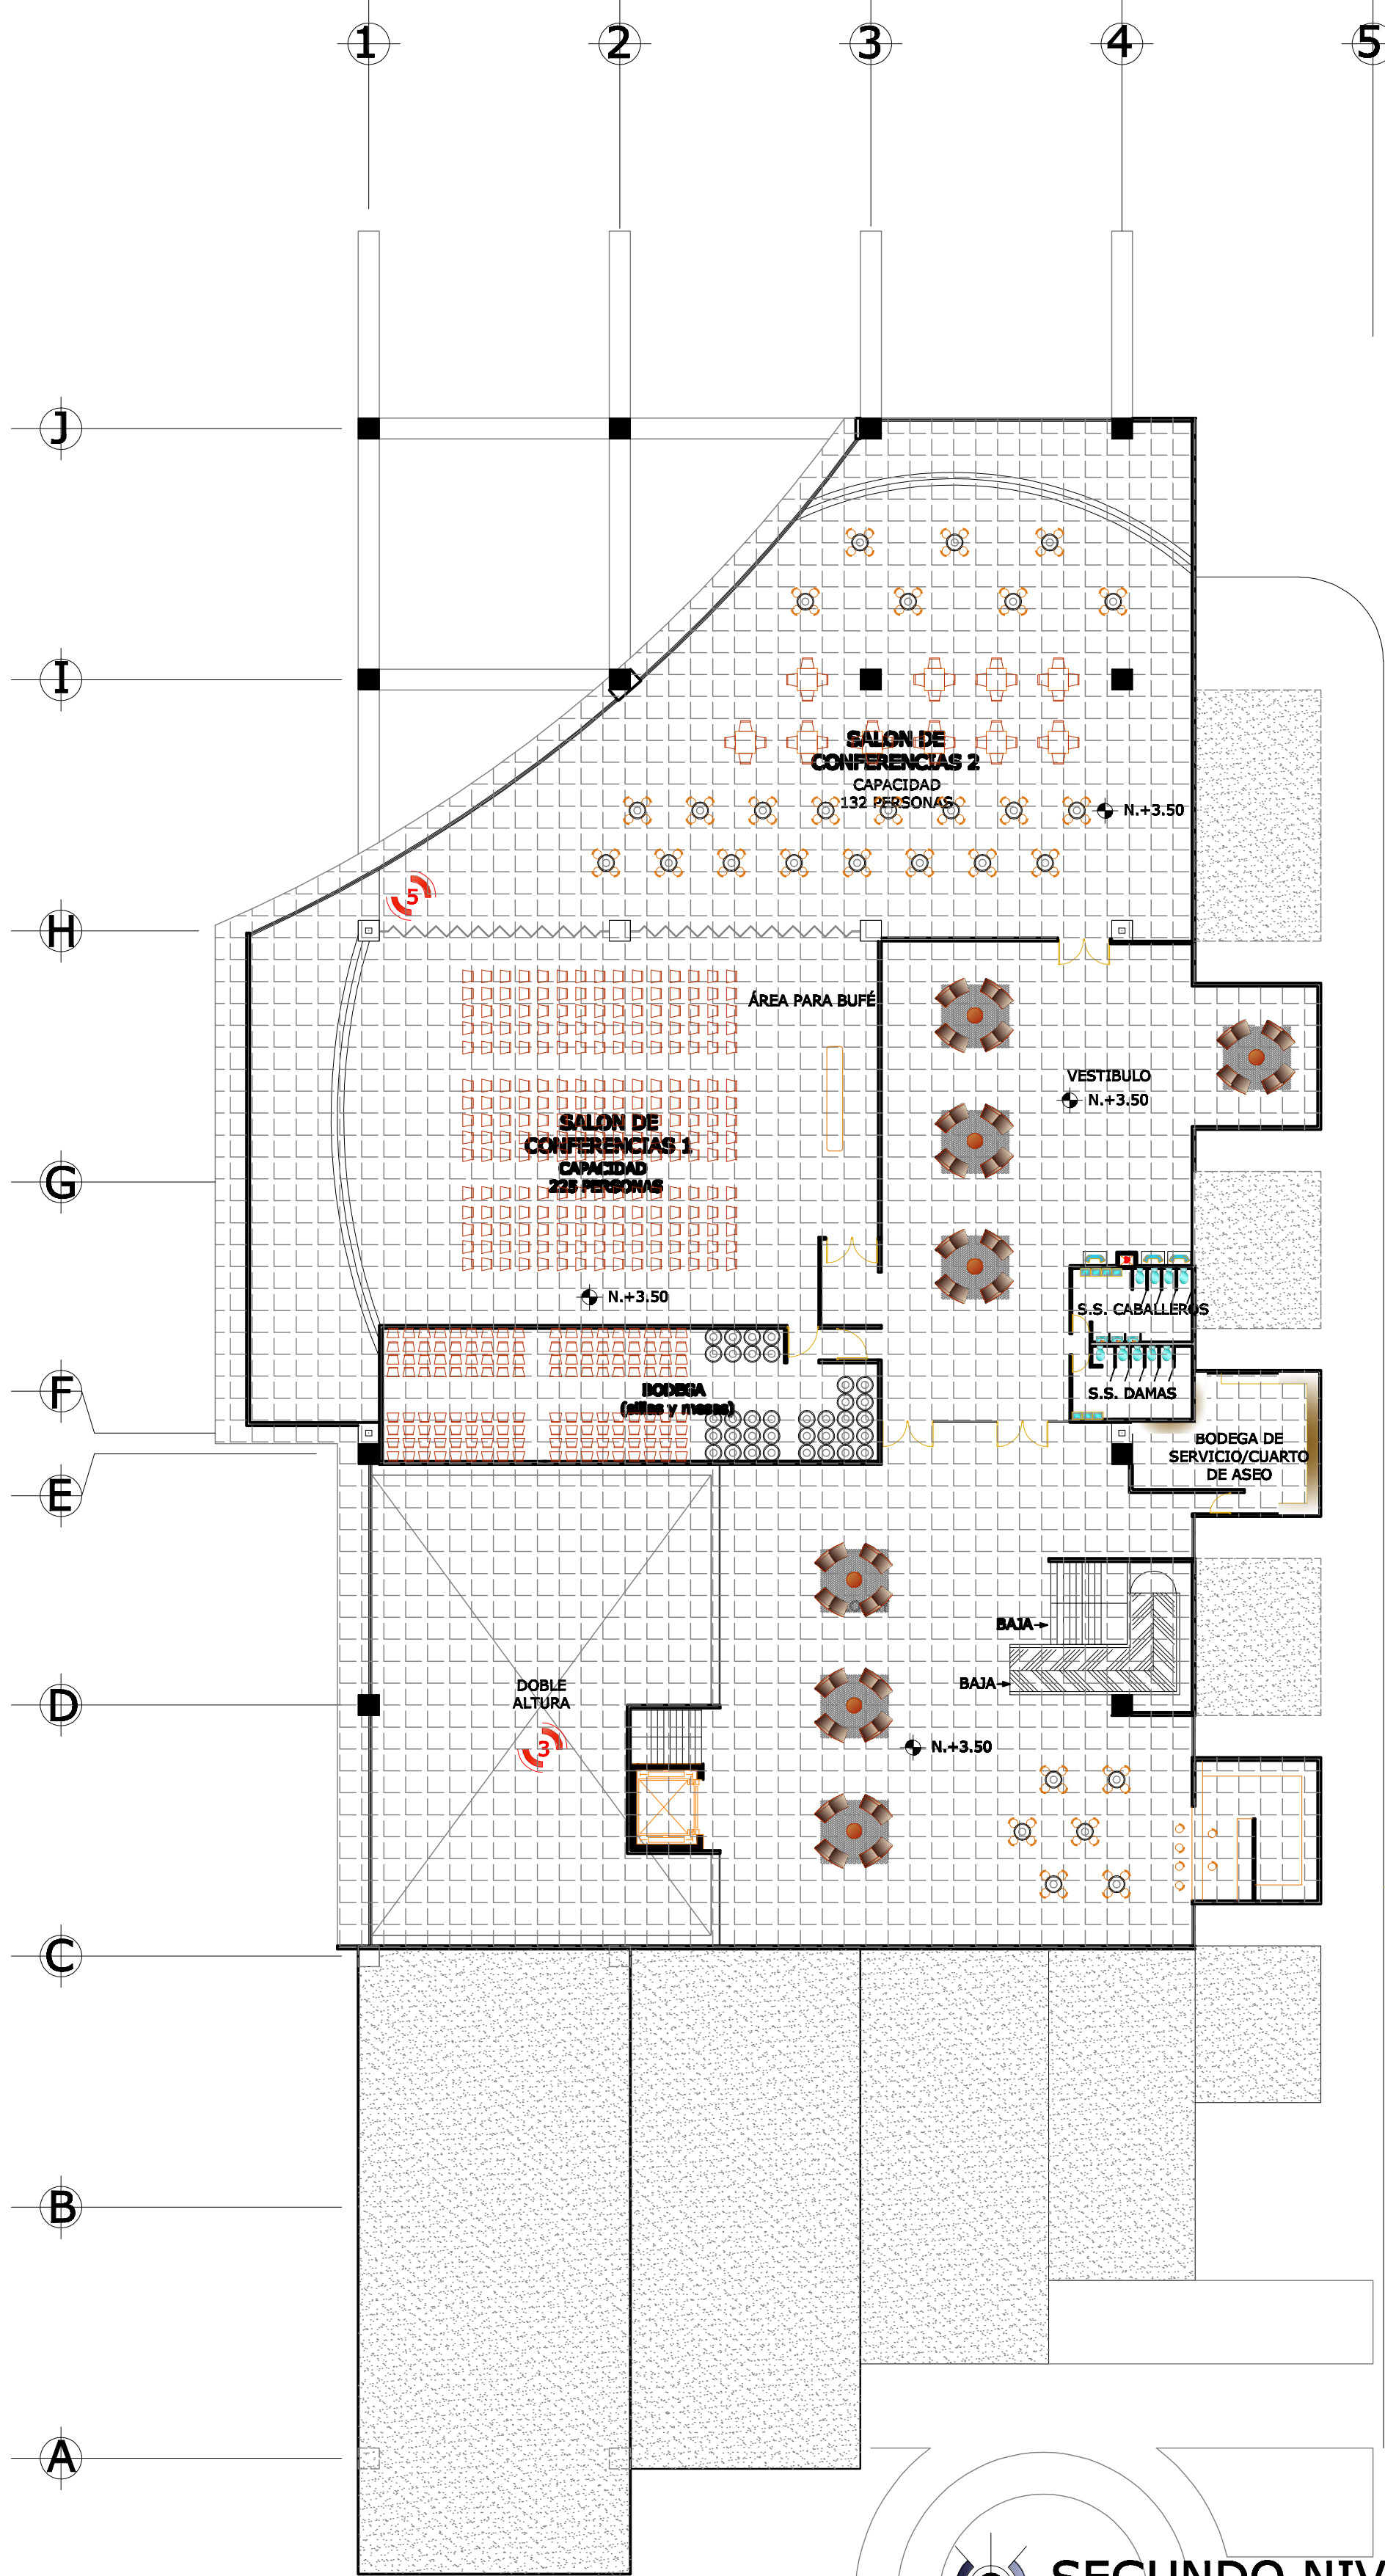 1
2
3
4
5
J
I
SALON DE
CONFERENCIAS 2
CAPACIDAD
132 PERSONAS
N.+3.50
5
H
ÁREA PARA BUFÉ
VESTIBULO
N.+3.50
SALON DE
CONFERENCIAS 1
CAPACIDAD
225 PERSONAS
G
N.+3.50
S.S. CABALLEROS
F
BODEGA
(sillas y mesas)
S.S. DAMAS
BODEGA DE
SERVICIO/CUARTO
DE ASEO
E
BAJA
BAJA
DOBLE
ALTURA
D
3
N.+3.50
C
B
A
SEGUNDO NIV